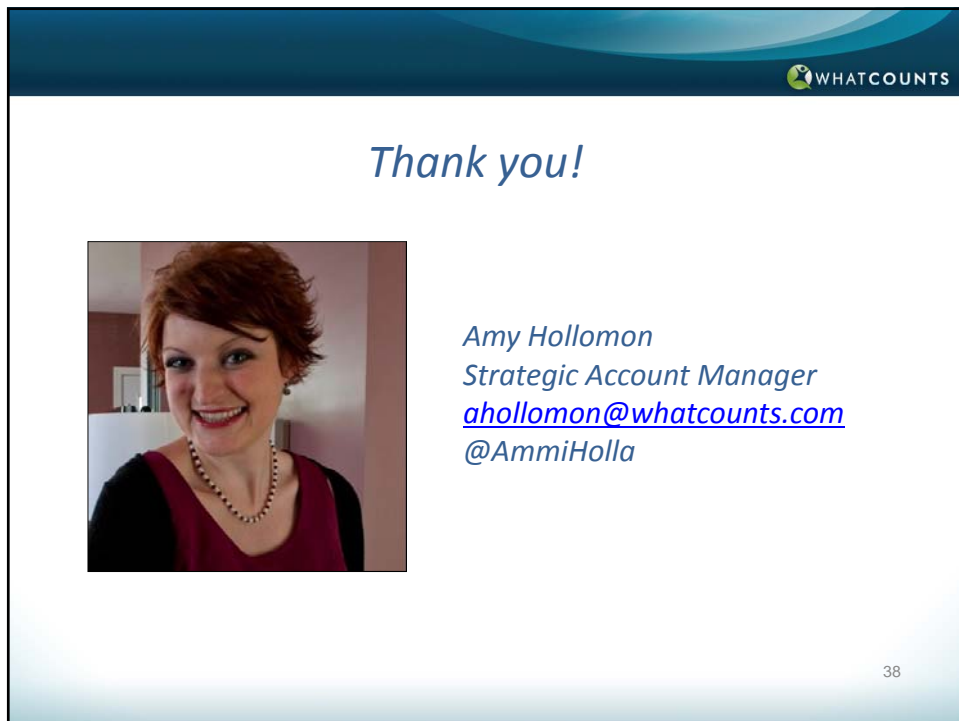 WHATCOUNTS
Thank you!
Amy Hollomon
Strategic Account Manager
ahollomon@whatcounts.com
@AmmiHolla
38